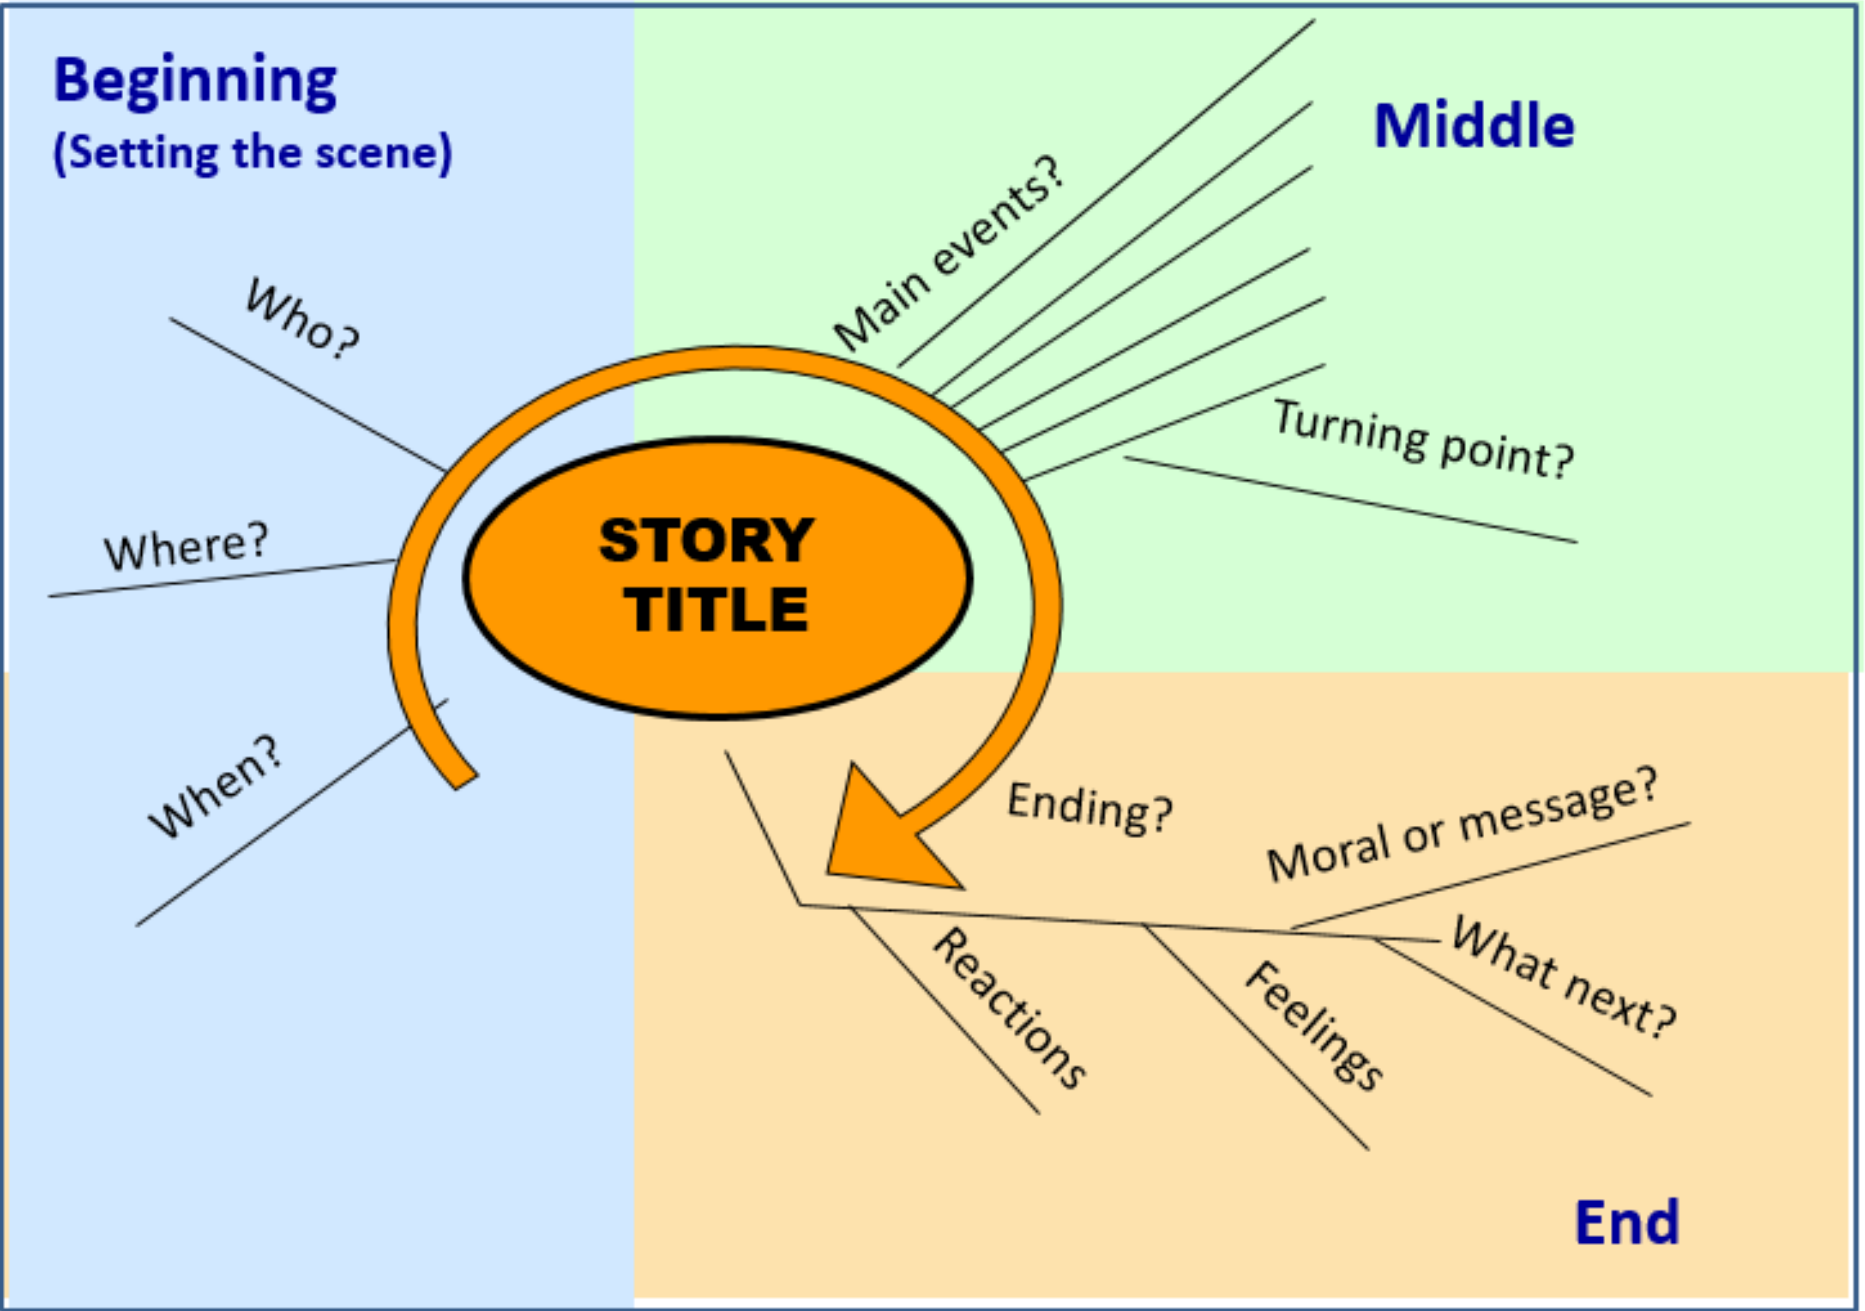 Beginning
(Setting the scene)
Who?
Where?
When?
STORY
TITLE
Middle
Main events?
Turning point?
Ending?
Moral or message?
What next?
Reactions
Feelings
End